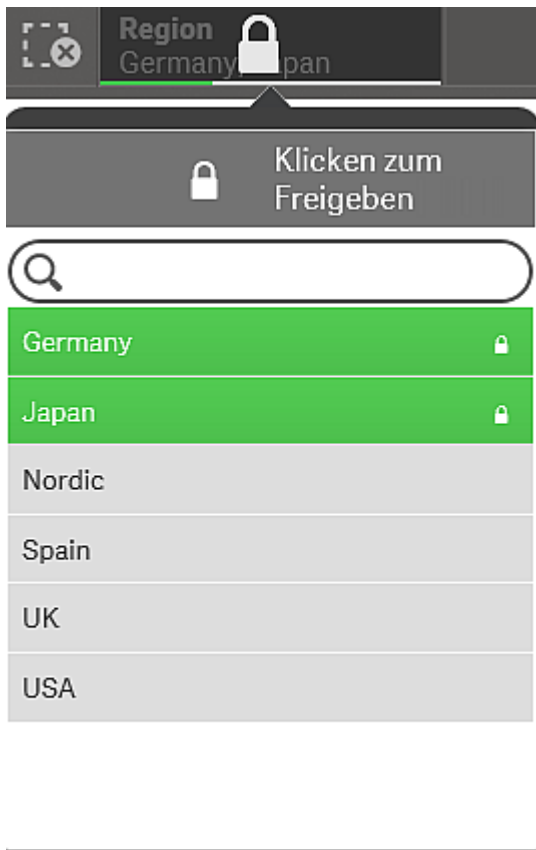 Region
Germany, Japan
Klicken zum
Freigeben
Germany
Japan
Nordic
Spain
UK
USA